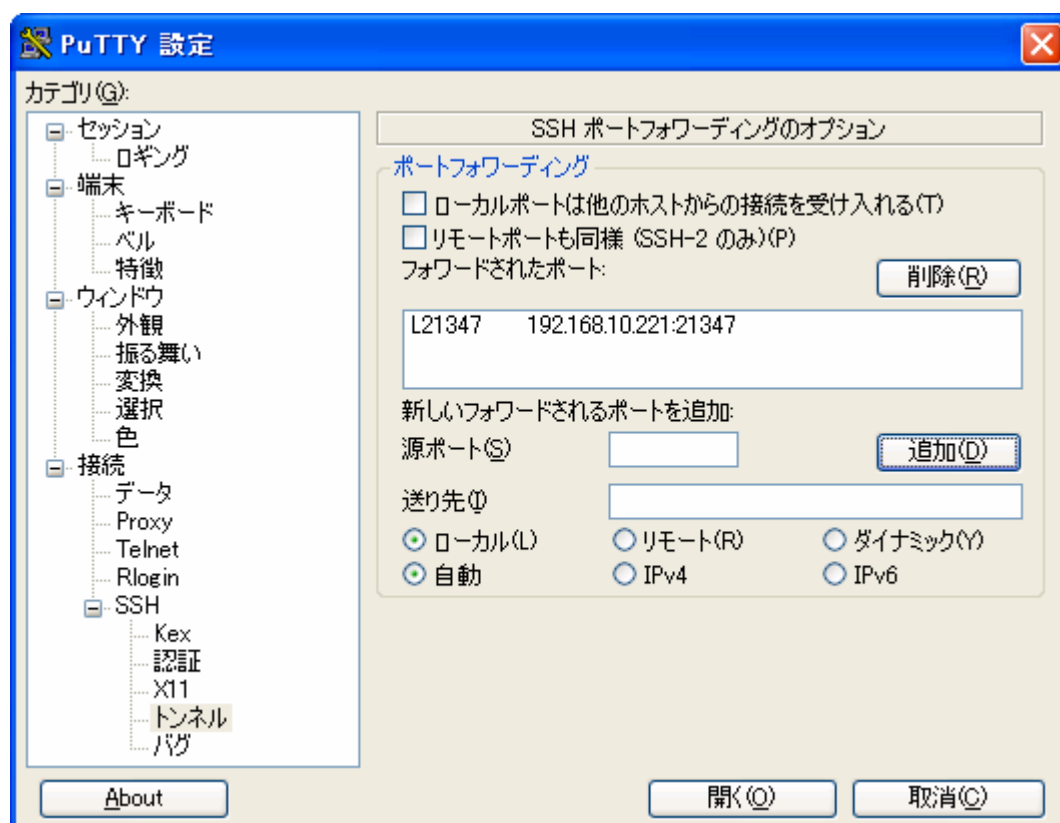 PuTTY 設定
カテゴリ(G):
セッション
ロギング
端末
キーボード
ベル
特徴
ウィンドウ
外観
振る舞い
変換
選択
色
接続
データ
Proxy
Telnet
Rlogin
SSH
Kex
認証
X11
トンネル
バグ
SSH ポートフォワーディングのオプション
ポートフォワーディング
ローカルポートは他のホストからの接続を受け入れる(T)
リモートポートも同様 (SSH-2 のみ)(P)
フォワードされたポート:
削除(R)
L21347 192.168.10.221:21347
新しいフォワードされるポートを追加:
源ポート(S)
追加(D)
送り先(I)
ローカル(L) リモート(R) ダイナミック(Y)
自動 IPv4 IPv6
About 開く(O) 取消(C)